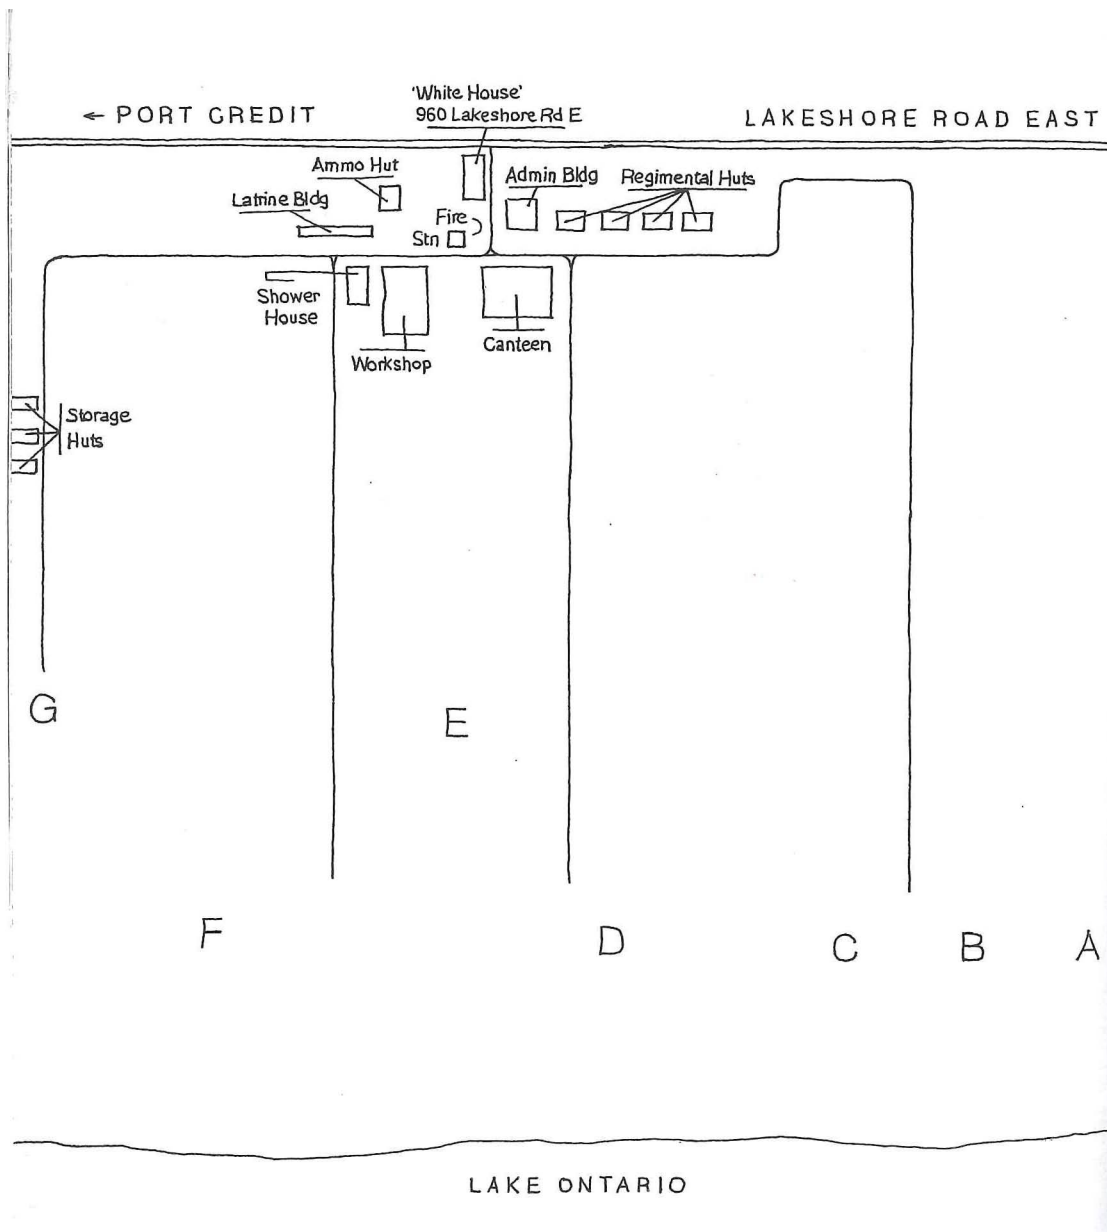 ← PORT CREDIT
'White House'
960 Lakeshore Rd E
LAKESHORE ROAD EAST
Ammo Hut
Latrine Bldg
Admin Bldg
Regimental Huts
Fire
Stn
Shower
House
Workshop
Canteen
Storage
Huts
G
E
F
D
C
B
A
LAKE ONTARIO